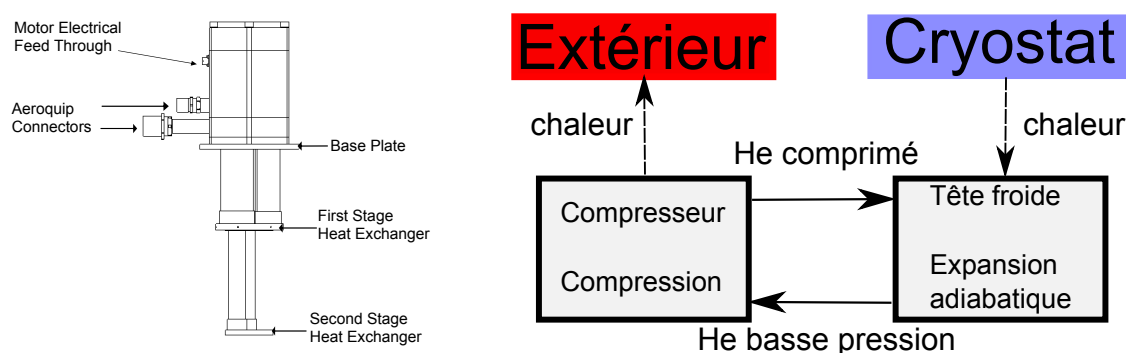 Motor Electrical
Feed Through
Aeroquip
Connectors
Base Plate
First Stage
Heat Exchanger
Second Stage
Heat Exchanger
Extérieur
Cryostat
chaleur
chaleur
He comprimé
Compresseur
Compression
Tête froide
Expansion
adiabatique
He basse pression